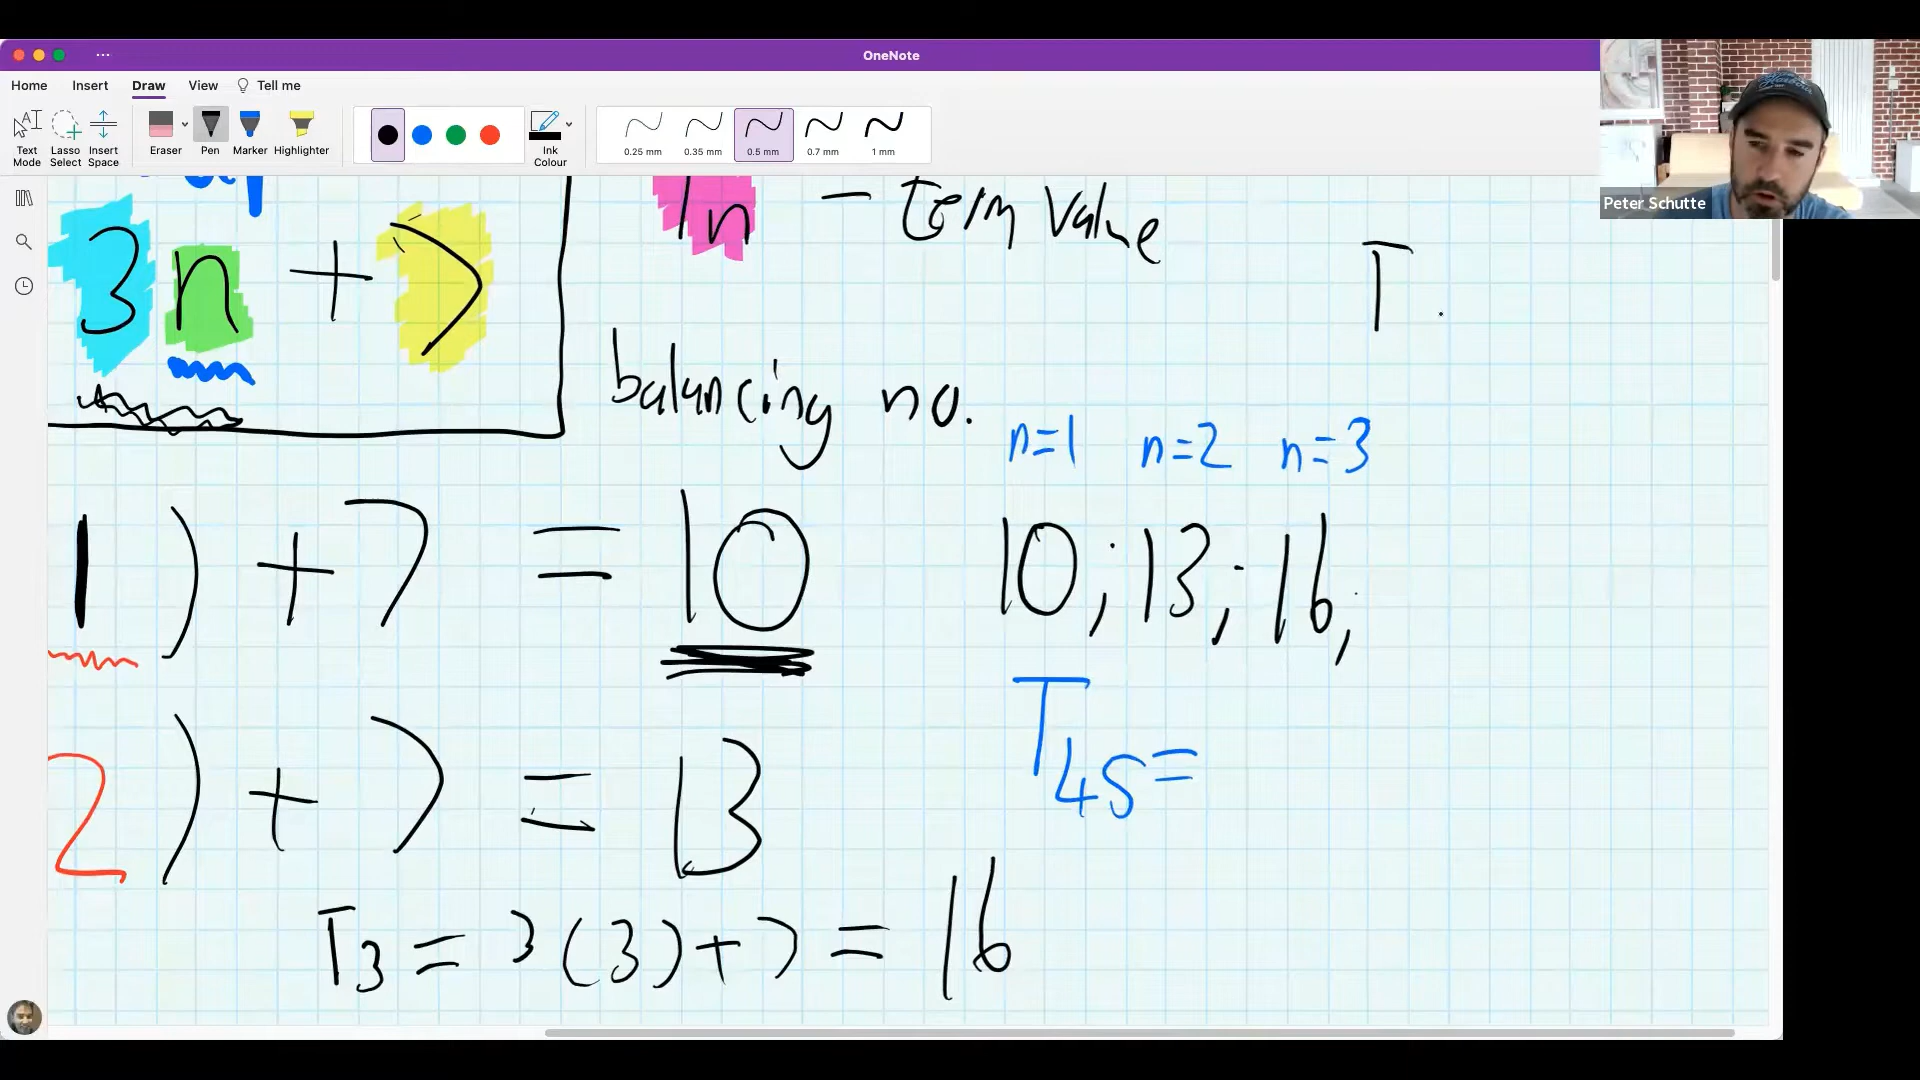 OneNote
Home Insert Draw View Tell me
Text Mode
Lasso Select
Insert Space
Eraser
Pen
Marker
Highlighter
Ink Colour
0.25 mm
0.35 mm
0.5 mm
0.7 mm
1 mm
Peter Schutte
Tn – Term Value
3n + 7
T
balancing no.
n=1 n=2 n=3
1) + 7 = 10
10; 13; 16;
T45=
2) + 7 = 13
T3 = 3(3)+7 = 16